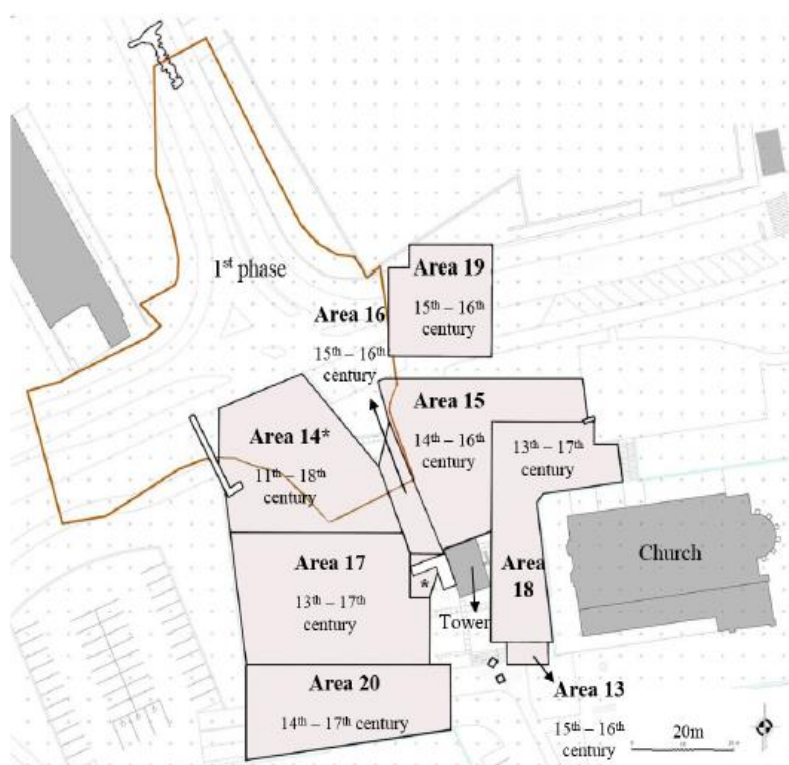 1st phase
Area 19
15th – 16th
century
Area 16
15th – 16th
century
Area 15
14th – 16th
century
Area 14*
11th – 18th
century
13th – 17th
century
Area 17
13th – 17th
century
*
Area
18
Church
Tower
Area 20
14th – 17th century
Area 13
15th – 16th
century
20m